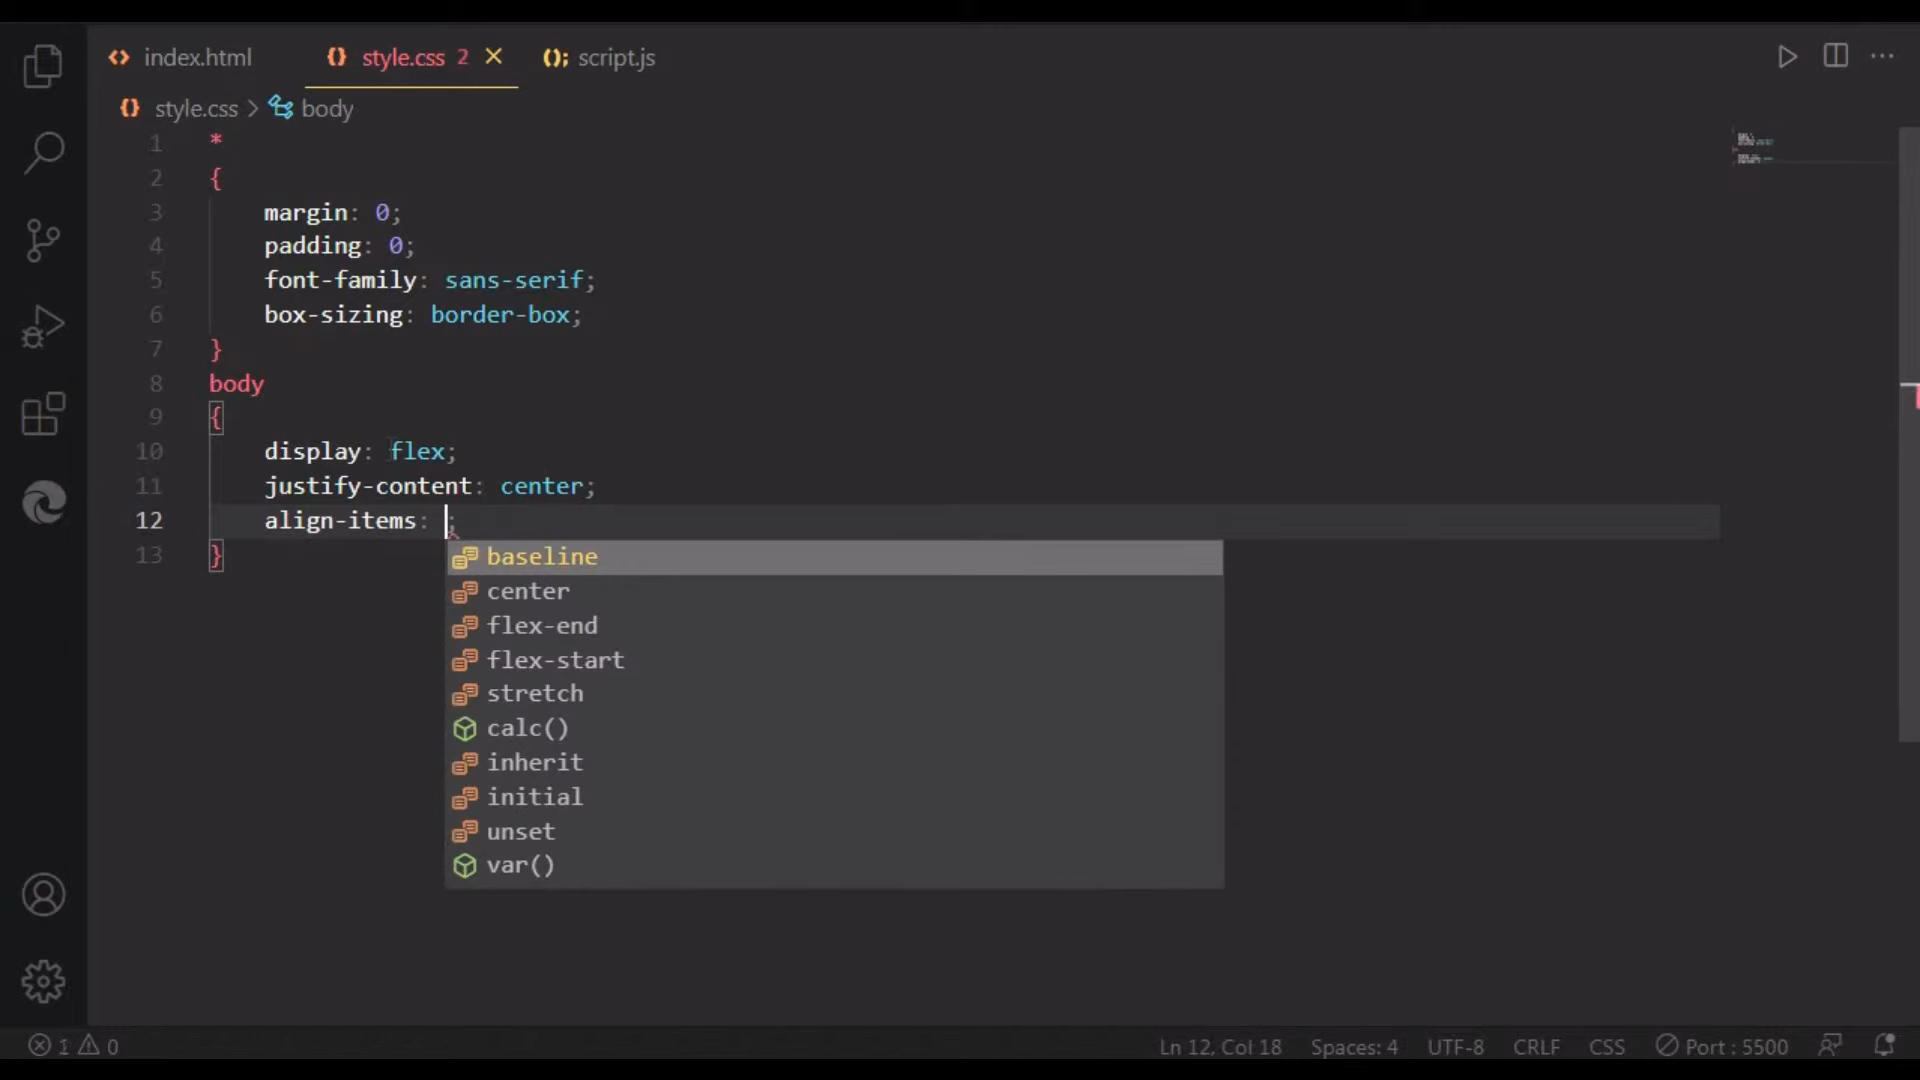 index.html style.css 2 script.js
style.css > body
1 *
2 {
3 margin: 0;
4 padding: 0;
5 font-family: sans-serif;
6 box-sizing: border-box;
7 }
8 body
9 {
10 display: flex;
11 justify-content: center;
12 align-items: ;
13 }
baseline
center
flex-end
flex-start
stretch
calc()
inherit
initial
unset
var()
1 0 Ln 12, Col 18 Spaces: 4 UTF-8 CRLF CSS Port : 5500